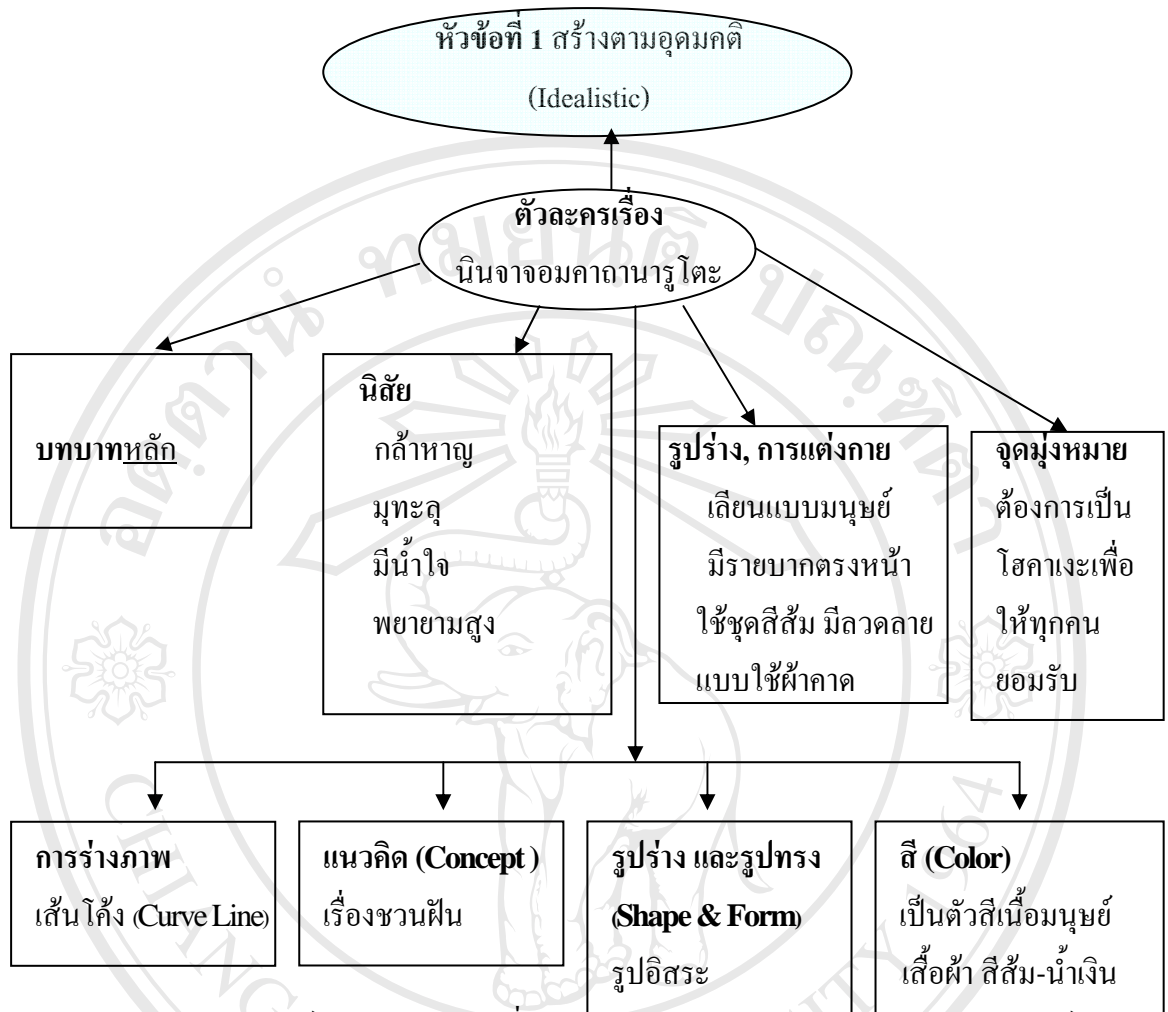 หัวข้อที่ 1 สร้างตามอุดมคติ
(Idealistic)
ตัวละครเรื่อง
นินจาจอมคาถานารูโตะ
บทบาทหลัก
นิสัย
กล้าหาญ
มุทะลุ
มีน้ำใจ
พยายามสูง
รูปร่าง, การแต่งกาย
เลียนแบบมนุษย์
มีรายบากตรงหน้า
ใช้ชุดสีส้ม มีลวดลาย
แบบใช้ผ้าคาด
จุดมุ่งหมาย
ต้องการเป็น
โฮคาเงะเพื่อ
ให้ทุกคน
ยอมรับ
การร่างภาพ
เส้นโค้ง (Curve Line)
แนวคิด (Concept )
เรื่องชวนฝัน
รูปร่าง และรูปทรง
(Shape & Form)
รูปอิสระ
สี (Color)
เป็นตัวสีเนื้อมนุษย์
เสื้อผ้า สีส้ม-น้ำเงิน